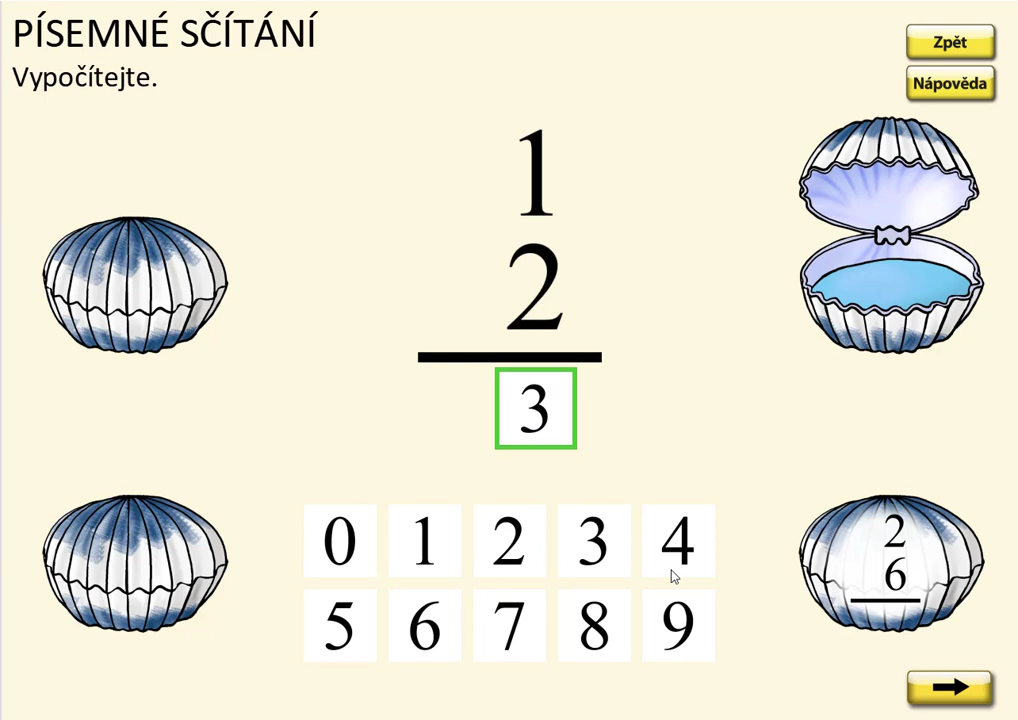 PÍSEMNÉ SČÍTÁNÍ
Vypočítejte.
Zpět
Nápověda
1
2
3
0 1 2 3 4
5 6 7 8 9
2
6